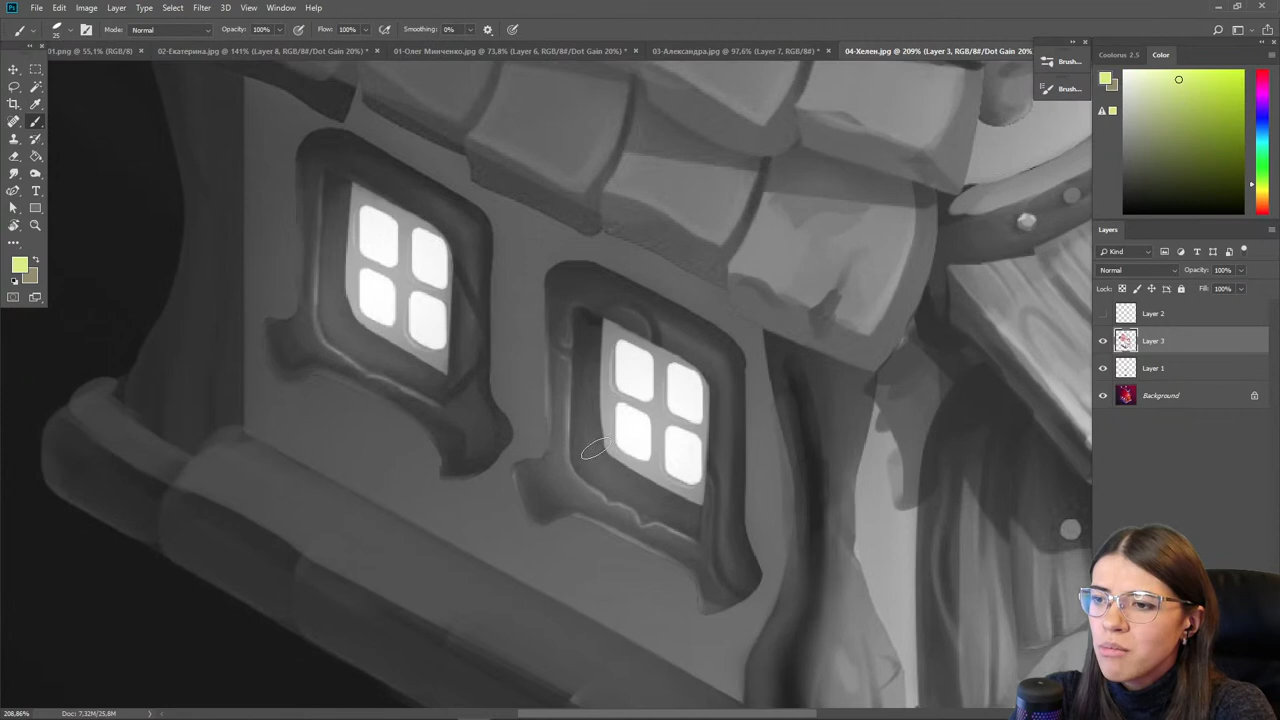 Ps File Edit Image Layer Type Select Filter 3D View Window Help
25 Mode: Normal Opacity: 100% Flow: 100% Smoothing: 0%
01.png @ 55,1% (RGB/8) × 02-Екатерина.jpg @ 141% (Layer 8, RGB/8#/Dot Gain 20%) * × 01-Олег Минченко.jpg @ 73,8% (Layer 6, RGB/8#/Dot Gain 20%) * × 03-Александра.jpg @ 97,6% (Layer 7, RGB/8#) * × 04-Хелен.jpg @ 209% (Layer 3, RGB/8#/Dot Gain 20%
Brush...
Brush...
Coolorus 2.5 Color
Layers
Kind
Normal Opacity: 100%
Lock: Fill: 100%
Layer 2
Layer 3
Layer 1
Background
208,86% Doc: 7,32M/25,8M